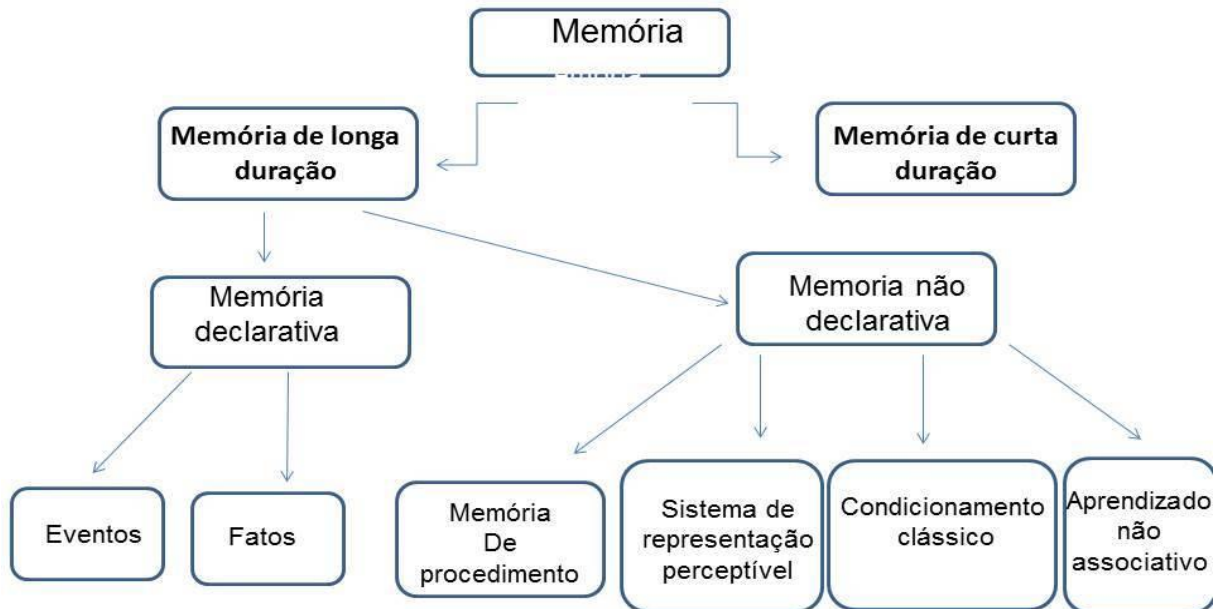 Memória
Memória de longa
duração
Memória de curta
duração
Memória
declarativa
Memoria não
declarativa
Eventos
Fatos
Memória
De
procedimento
Sistema de
representação
perceptível
Condicionamento
clássico
Aprendizado
não
associativo